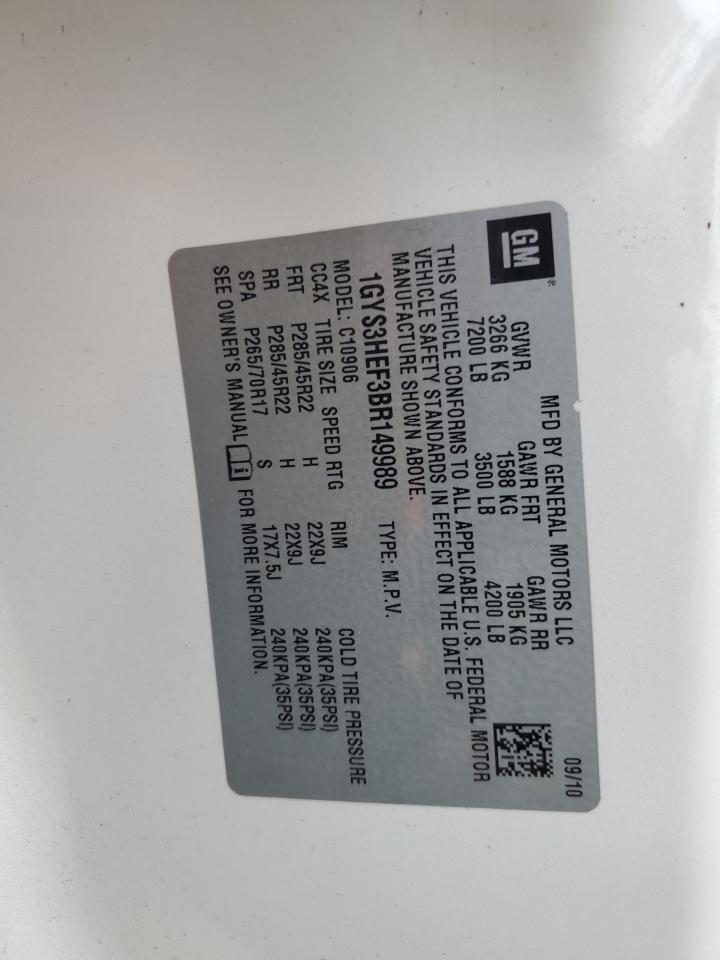 GM
MFD BY GENERAL MOTORS LLC 09/10
GVWR GAWR FRT GAWR RR
3266 KG 1588 KG 1905 KG
7200 LB 3500 LB 4200 LB
THIS VEHICLE CONFORMS TO ALL APPLICABLE U.S. FEDERAL MOTOR
VEHICLE SAFETY STANDARDS IN EFFECT ON THE DATE OF
MANUFACTURE SHOWN ABOVE.
1GYS3HEF3BR149989 TYPE: M.P.V.
MODEL: C10906
CC4X TIRE SIZE SPEED RTG RIM COLD TIRE PRESSURE
FRT P285/45R22 H 22X9J 240KPA(35PSI)
RR P285/45R22 H 22X9J 240KPA(35PSI)
SPA P265/70R17 S 17X7.5J 240KPA(35PSI)
SEE OWNER'S MANUAL i FOR MORE INFORMATION.